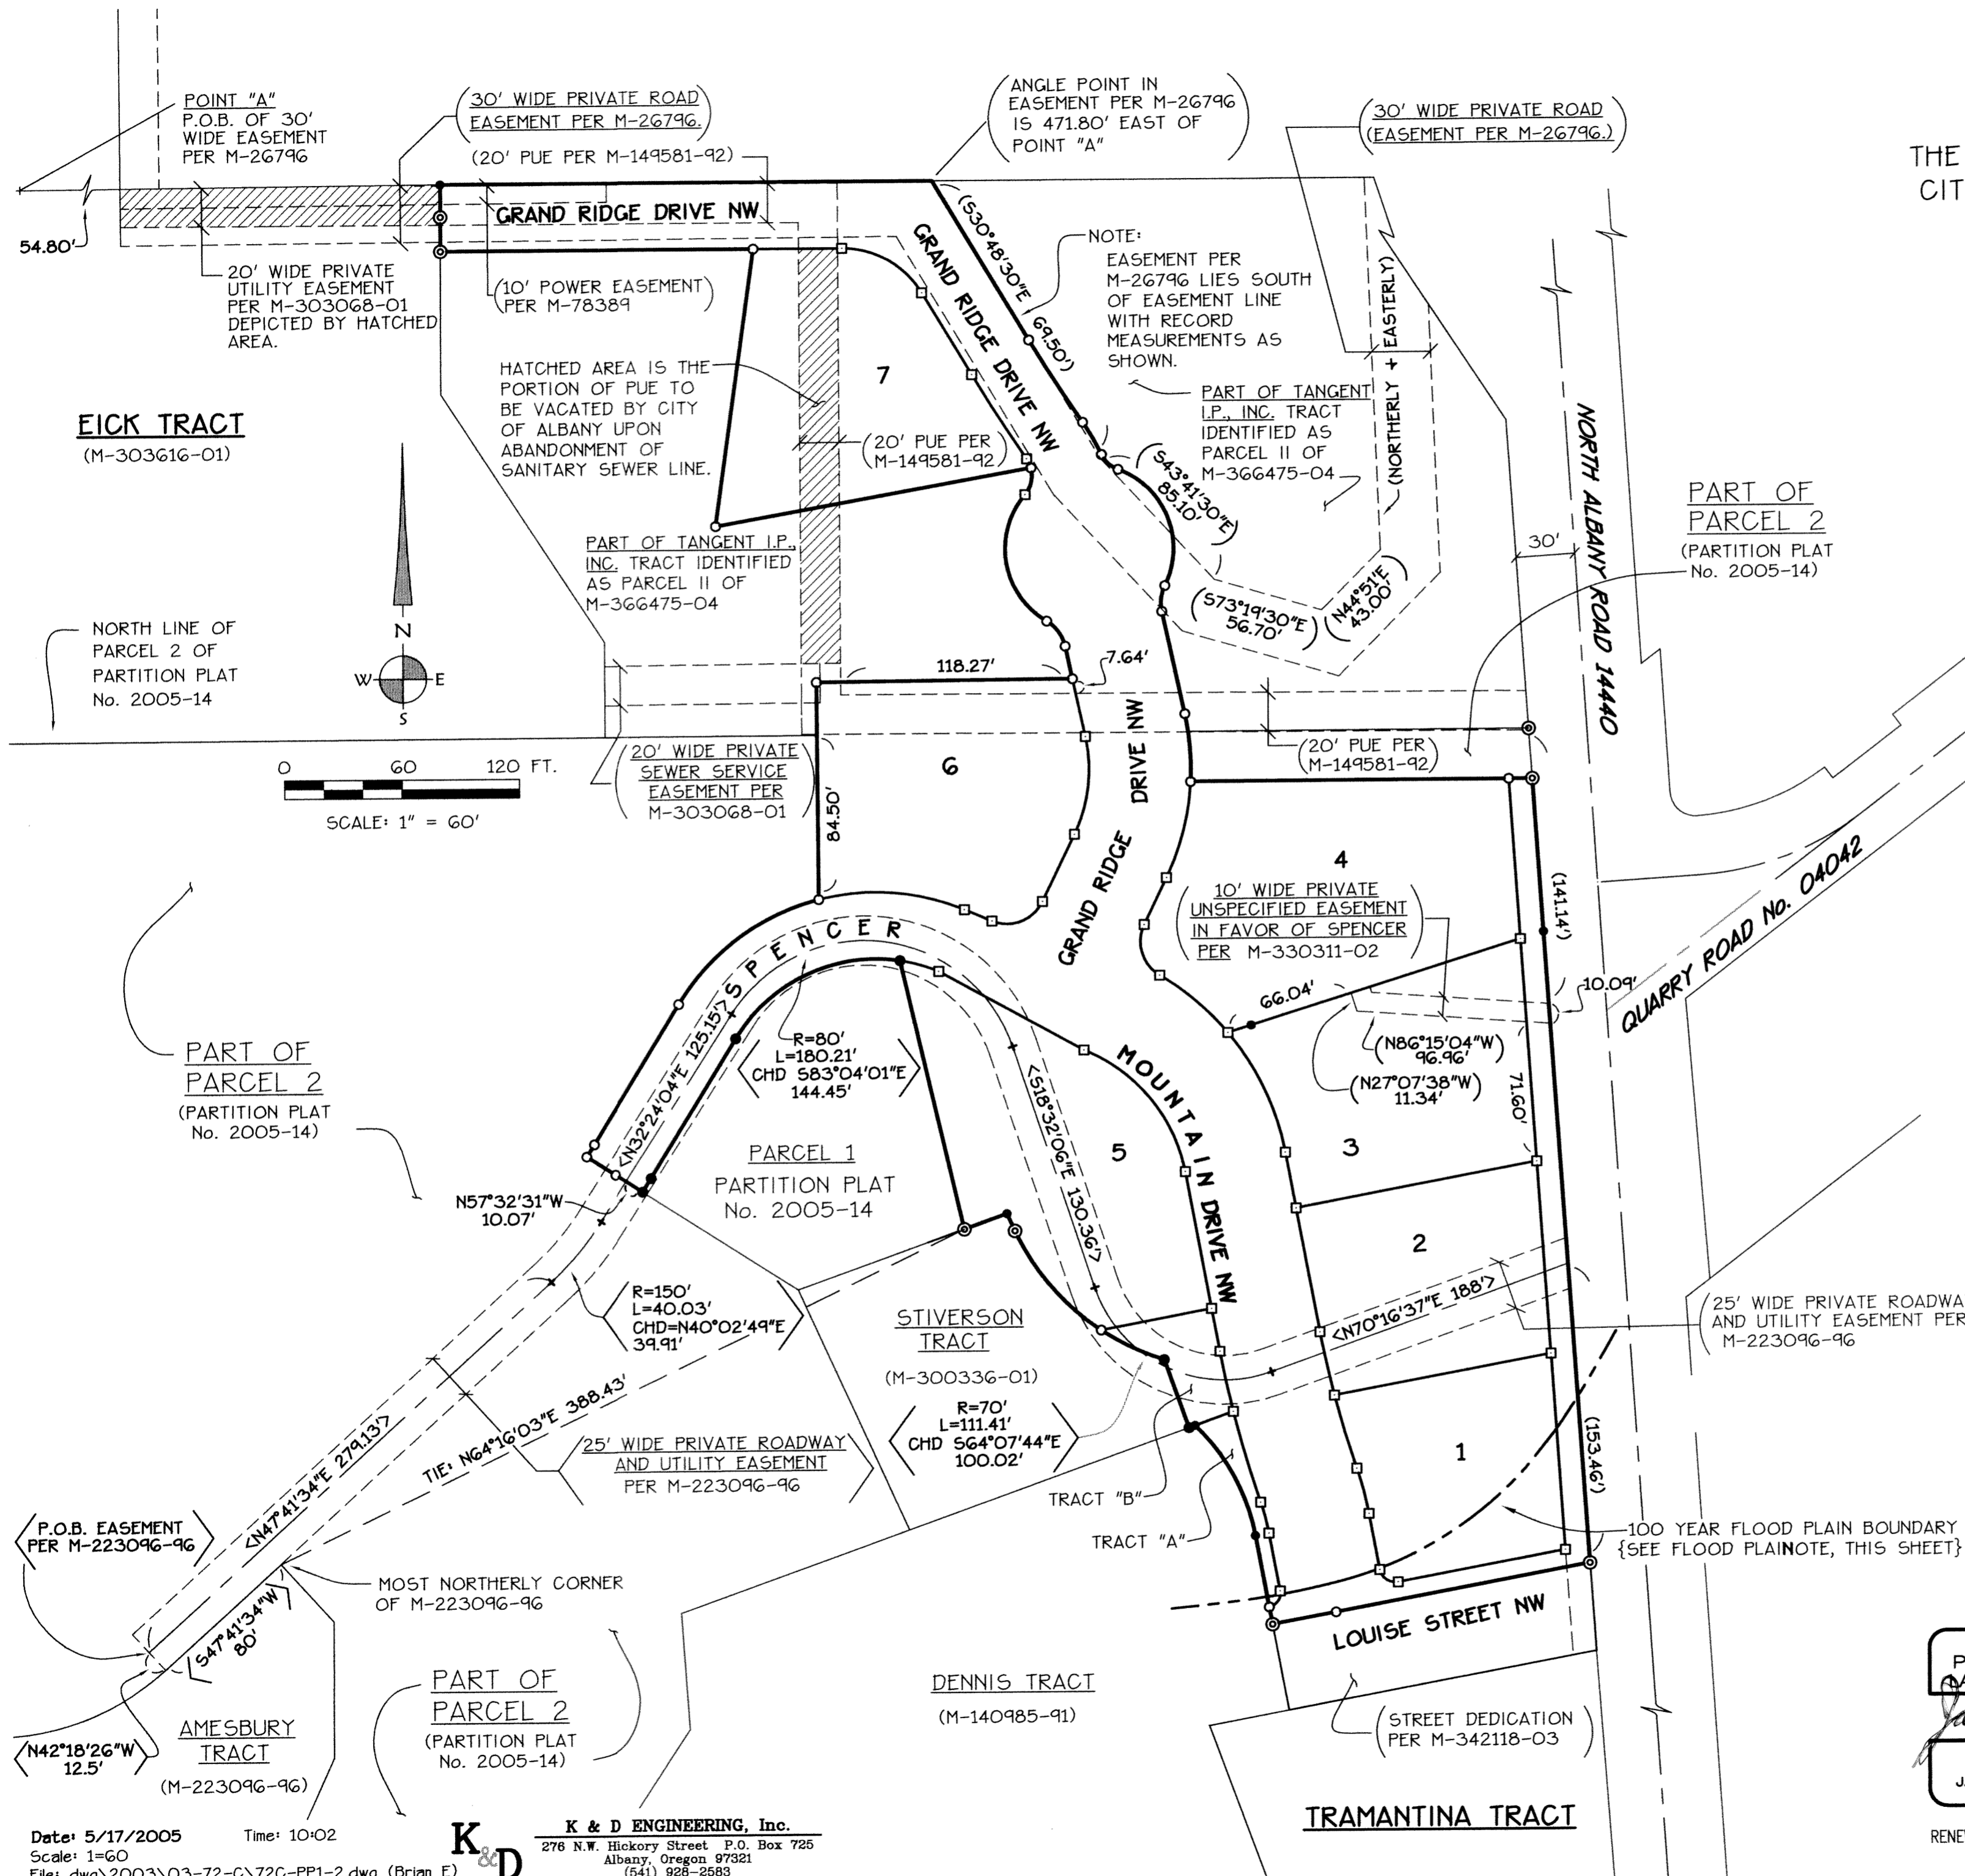 POINT "A"
P.O.B. OF 30'
WIDE EASEMENT
PER M-26796
30' WIDE PRIVATE ROAD
EASEMENT PER M-26796.
(20' PUE PER M-149581-92)
(ANGLE POINT IN
EASEMENT PER M-26796
IS 471.80' EAST OF
POINT "A")
30' WIDE PRIVATE ROAD
(EASEMENT PER M-26796.)
THE
CIT
54.80'
GRAND RIDGE DRIVE NW
20' WIDE PRIVATE
UTILITY EASEMENT
PER M-303068-01
DEPICTED BY HATCHED
AREA.
(10' POWER EASEMENT)
PER M-78389
GRAND RIDGE DRIVE NW
(S30°48'30"E 69.50')
NOTE:
EASEMENT PER
M-26796 LIES SOUTH
OF EASEMENT LINE
WITH RECORD
MEASUREMENTS AS
SHOWN.
(NORTHERLY + EASTERLY)
HATCHED AREA IS THE
PORTION OF PUE TO
BE VACATED BY CITY
OF ALBANY UPON
ABANDONMENT OF
SANITARY SEWER LINE.
7
(20' PUE PER
M-149581-92)
PART OF TANGENT
I.P., INC. TRACT
IDENTIFIED AS
PARCEL II OF
M-366475-04
EICK TRACT
(M-303616-01)
(S43°41'30"E)
85.10'
NORTH ALBANY ROAD 14440
PART OF
PARCEL 2
(PARTITION PLAT
No. 2005-14)
30'
PART OF TANGENT I.P.,
INC. TRACT IDENTIFIED
AS PARCEL II OF
M-366475-04
(S73°19'30"E)
56.70'
(N44°51'E)
43.00'
NORTH LINE OF
PARCEL 2 OF
PARTITION PLAT
No. 2005-14
N
W E
S
118.27'
7.64'
0 60 120 FT.
SCALE: 1" = 60'
(20' WIDE PRIVATE
SEWER SERVICE
EASEMENT PER
M-303068-01)
6
84.50'
GRAND RIDGE DRIVE NW
(20' PUE PER
M-149581-92)
4
(10' WIDE PRIVATE
UNSPECIFIED EASEMENT
IN FAVOR OF SPENCER
PER M-330311-02)
(141.14')
QUARRY ROAD No. 04042
SPENCER
66.04'
10.09'
(N86°15'04"W)
96.96'
(N27°07'38"W)
11.34'
71.60'
PART OF
PARCEL 2
(PARTITION PLAT
No. 2005-14)
<N32°24'04"E 125.15'>
R=80'
L=180.21'
CHD S83°04'01"E
144.45'
<S18°32'06"E 130.36'>
MOUNTAIN DRIVE NW
5
3
PARCEL 1
PARTITION PLAT
No. 2005-14
N57°32'31"W
10.07'
2
R=150'
L=40.03'
CHD=N40°02'49"E
39.91'
STIVERSON
TRACT
(M-300336-01)
<N70°16'37"E 188'>
25' WIDE PRIVATE ROADWA
AND UTILITY EASEMENT PER
M-223096-96
R=70'
L=111.41'
CHD S64°07'44"E
100.02'
TIE: N64°16'03"E 388.43'
<N47°41'34"E 279.13'>
25' WIDE PRIVATE ROADWAY
AND UTILITY EASEMENT
PER M-223096-96
1
(153.46')
TRACT "B"
TRACT "A"
100 YEAR FLOOD PLAIN BOUNDARY
{SEE FLOOD PLAINOTE, THIS SHEET}
P.O.B. EASEMENT
PER M-223096-96
MOST NORTHERLY CORNER
OF M-223096-96
<S47°41'34"W>
80'
LOUISE STREET NW
PART OF
PARCEL 2
(PARTITION PLAT
No. 2005-14)
DENNIS TRACT
(M-140985-91)
(STREET DEDICATION
PER M-342118-03)
AMESBURY
TRACT
(M-223096-96)
<N42°18'26"W>
12.5'
TRAMANTINA TRACT
Date: 5/17/2005 Time: 10:02
Scale: 1=60
File: dwg\2003\03-72-C\72C-PP1-2.dwg (Brian F)
K&D
K & D ENGINEERING, Inc.
276 N.W. Hickory Street P.O. Box 725
Albany, Oregon 97321
(541) 928-2583
RENE